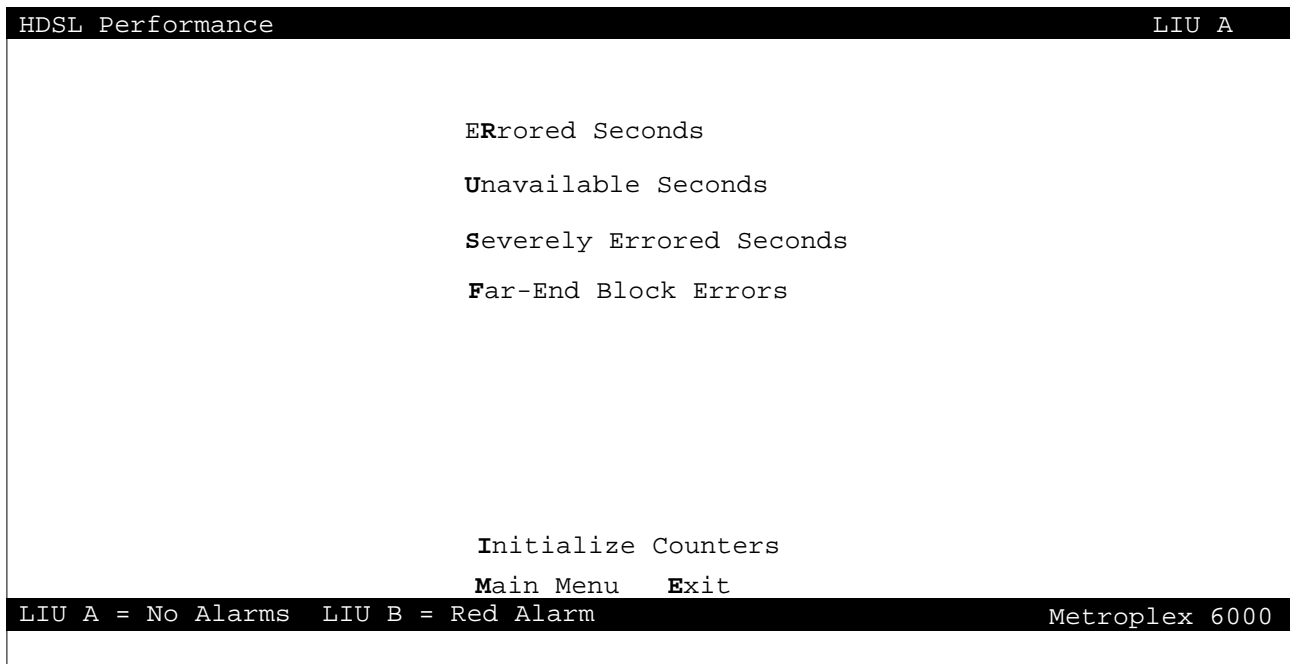 HDSL Performance LIU A
ERrored Seconds
Unavailable Seconds
Severely Errored Seconds
Far-End Block Errors
Initialize Counters
Main Menu Exit
LIU A = No Alarms LIU B = Red Alarm Metroplex 6000